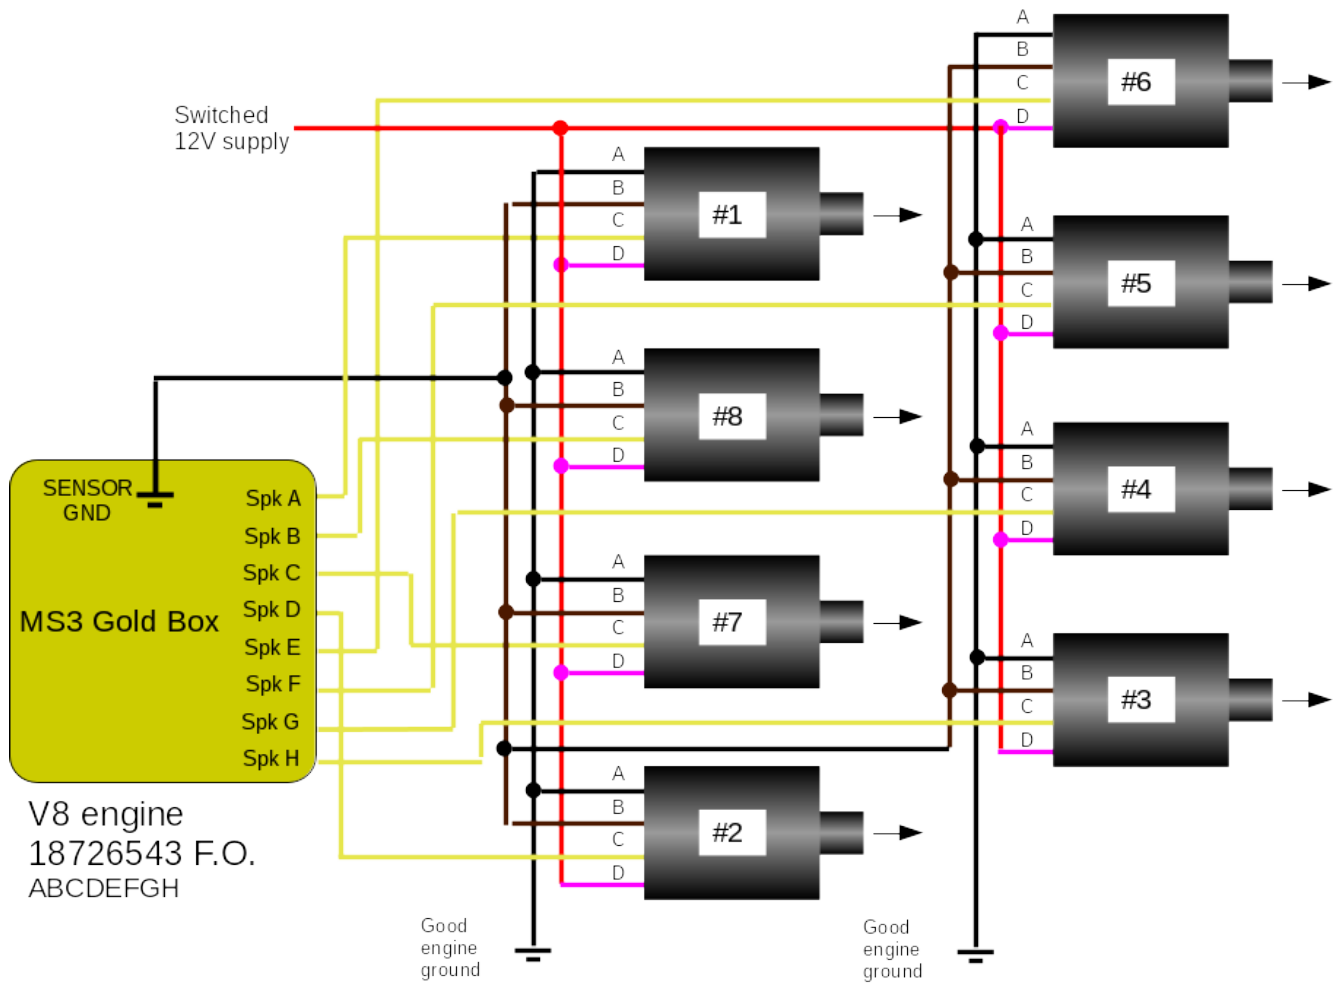 A
B
C
D
#6
Switched
12V supply
A
B
C
D
#1
A
B
C
D
#5
A
B
C
D
#8
A
B
C
D
#4
SENSOR
GND
Spk A
Spk B
Spk C
Spk D
Spk E
Spk F
Spk G
Spk H
MS3 Gold Box
A
B
C
D
#7
A
B
C
D
#3
A
B
C
D
#2
V8 engine
18726543 F.O.
ABCDEFGH
Good
engine
ground
Good
engine
ground